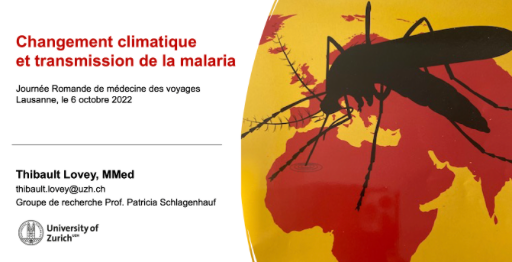 Changement climatique
et transmission de la malaria
Journée Romande de médecine des voyages
Lausanne, le 6 octobre 2022
Thibault Lovey, MMed
thibault.lovey@uzh.ch
Groupe de recherche Prof. Patricia Schlagenhauf
University of
Zurich